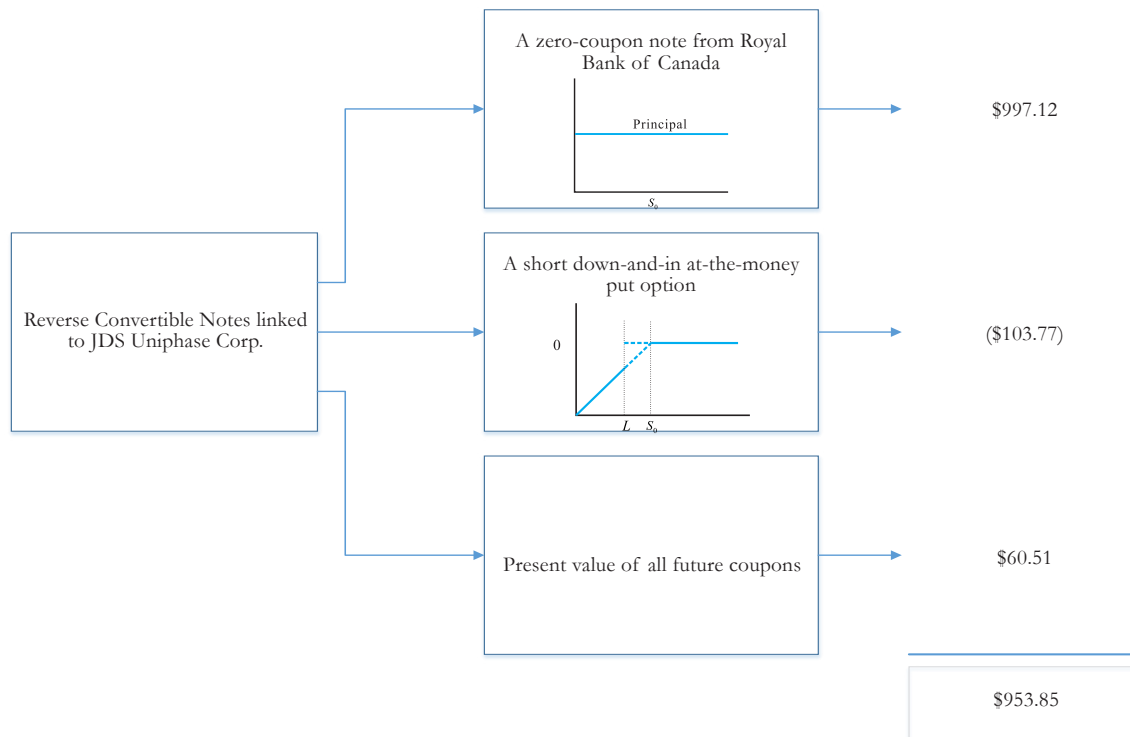 A zero-coupon note from Royal
Bank of Canada
Principal
S₀
$997.12
Reverse Convertible Notes linked
to JDS Uniphase Corp.
A short down-and-in at-the-money
put option
0
L S₀
($103.77)
Present value of all future coupons
$60.51
$953.85